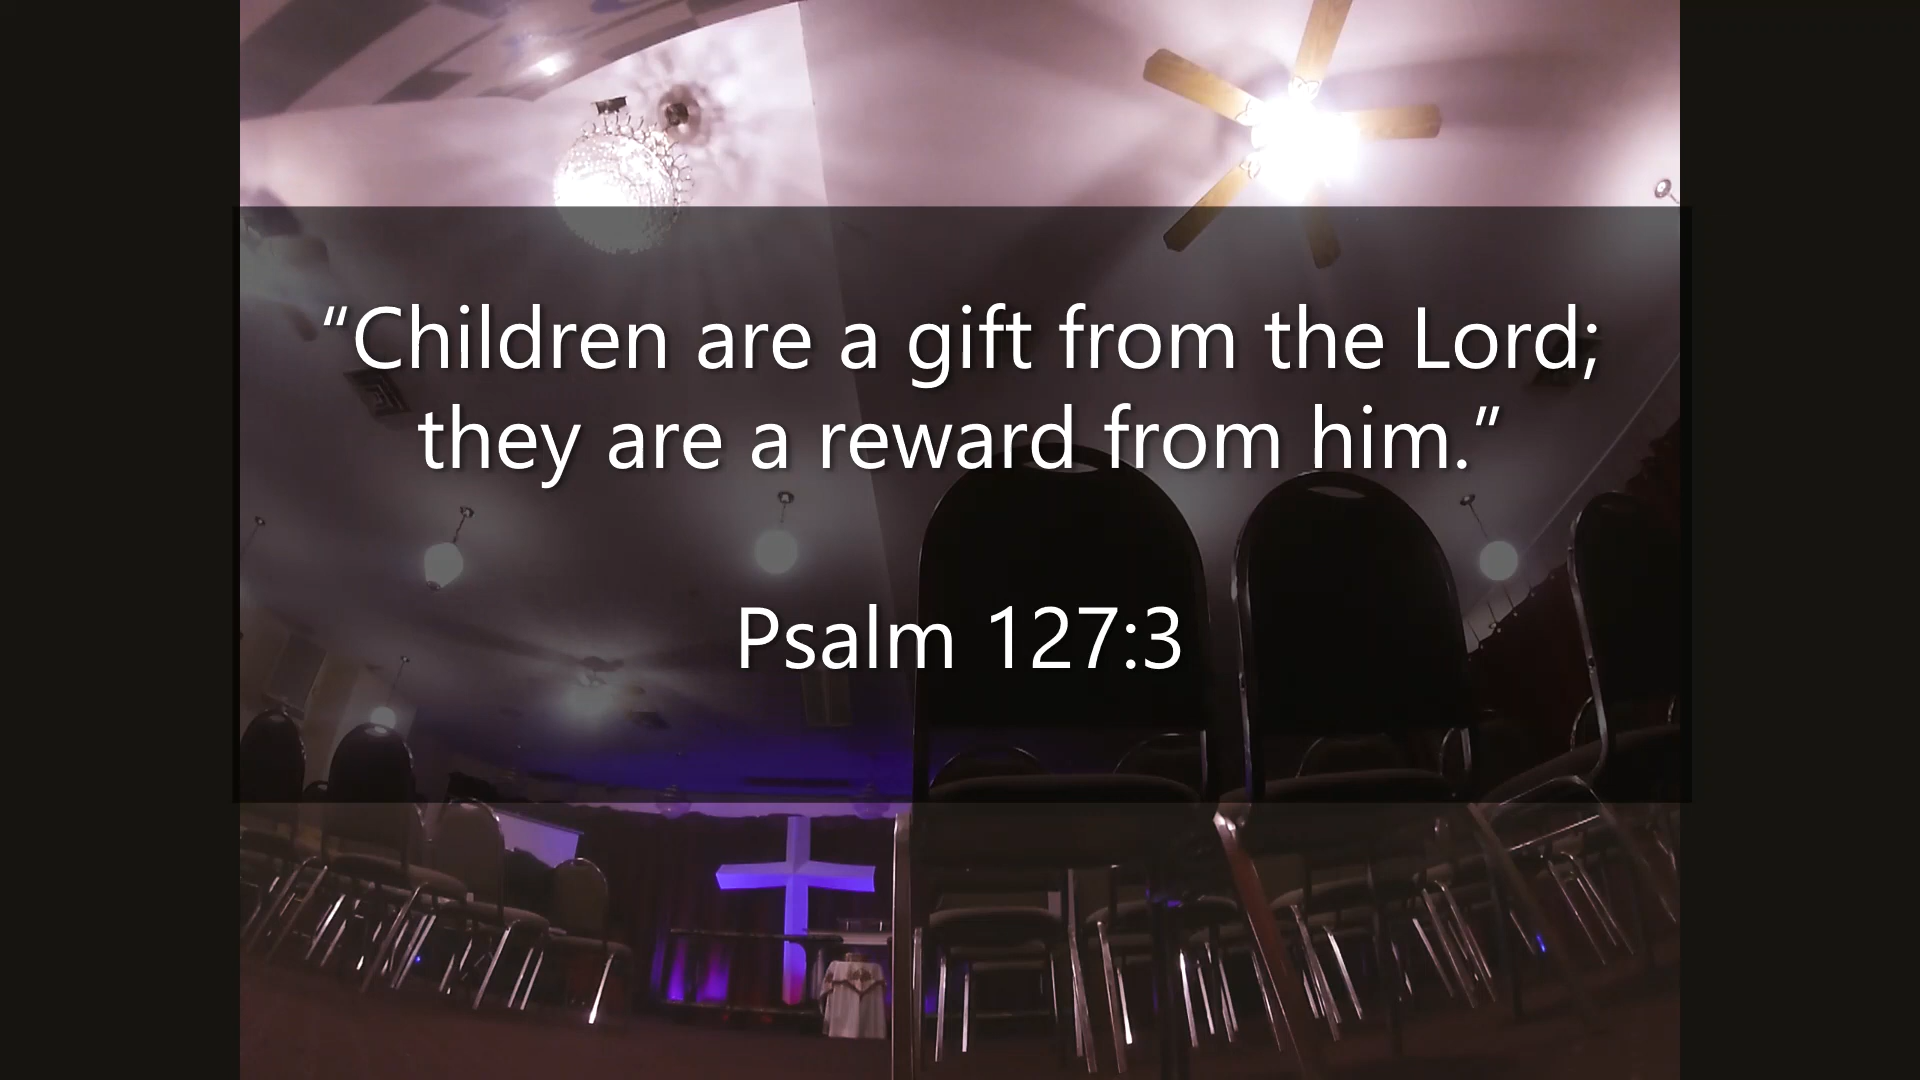 “Children are a gift from the Lord;
they are a reward from him.”
Psalm 127:3